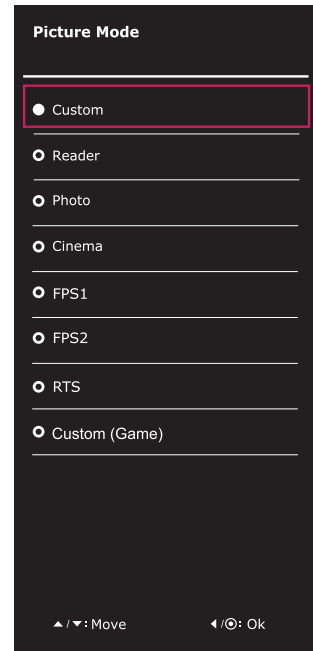 Picture Mode
Custom
Reader
Photo
Cinema
FPS1
FPS2
RTS
Custom (Game)
▲/▼: Move ◀/⦿: Ok